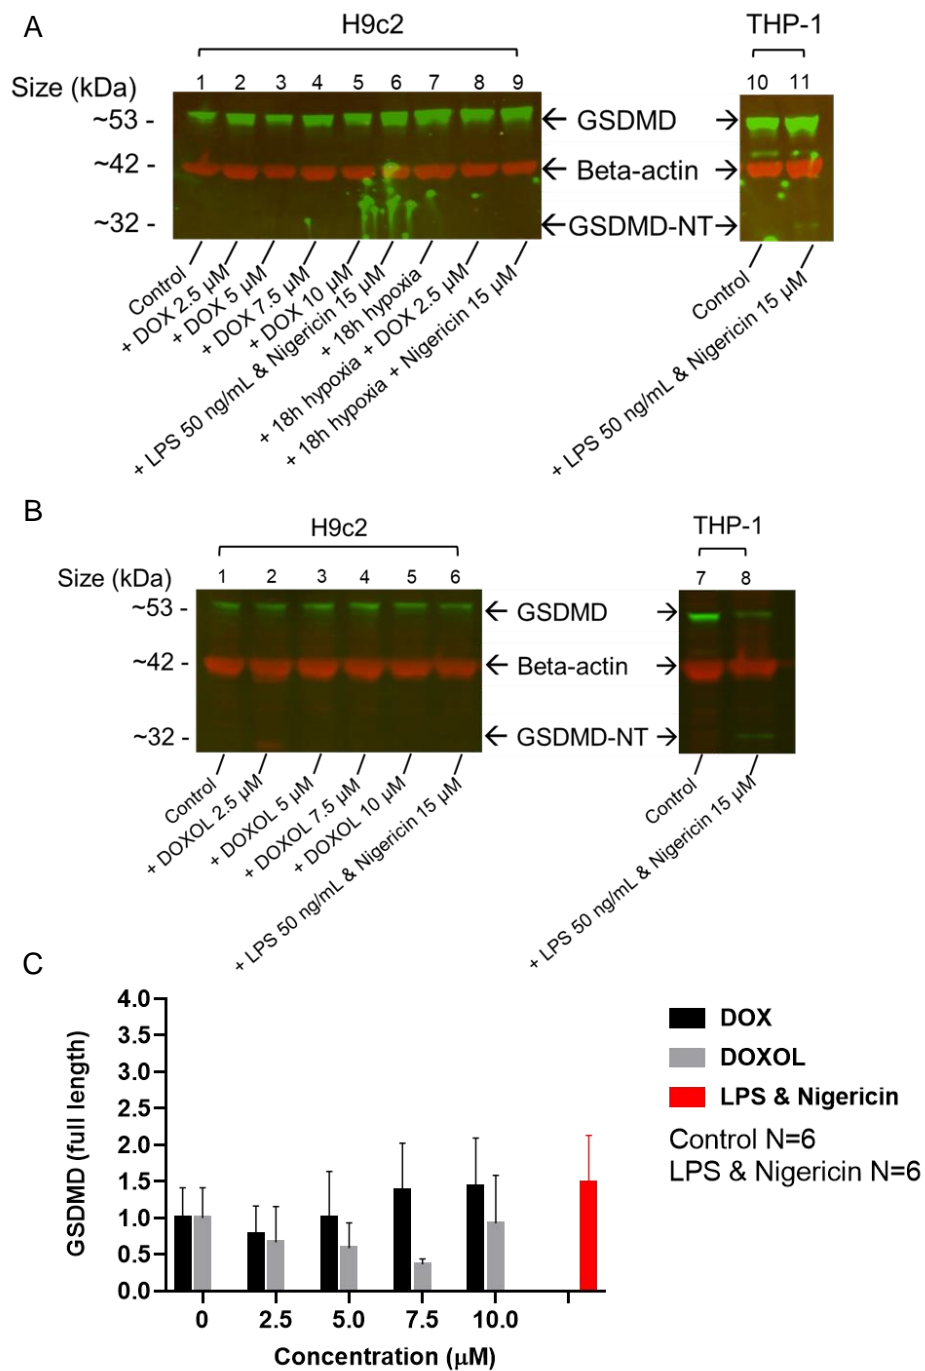 A
H9c2
THP-1
Size (kDa)
1 2 3 4 5 6 7 8 9
10 11
~53 -
← GSDMD →
~42 -
← Beta-actin →
~32 -
← GSDMD-NT →
Control
+ DOX 2.5 µM
+ DOX 5 µM
+ DOX 7.5 µM
+ DOX 10 µM
+ LPS 50 ng/mL & Nigericin 15 µM
+ 18h hypoxia
+ 18h hypoxia + DOX 2.5 µM
+ 18h hypoxia + Nigericin 15 µM
Control
+ LPS 50 ng/mL & Nigericin 15 µM
B
H9c2
THP-1
Size (kDa)
1 2 3 4 5 6
7 8
~53 -
← GSDMD →
~42 -
← Beta-actin →
~32 -
← GSDMD-NT →
Control
+ DOXOL 2.5 µM
+ DOXOL 5 µM
+ DOXOL 7.5 µM
+ DOXOL 10 µM
+ LPS 50 ng/mL & Nigericin 15 µM
Control
+ LPS 50 ng/mL & Nigericin 15 µM
C
GSDMD (full length)
4.0
3.5
3.0
2.5
2.0
1.5
1.0
0.5
0.0
0 2.5 5.0 7.5 10.0
Concentration (µM)
DOX
DOXOL
LPS & Nigericin
Control N=6
LPS & Nigericin N=6